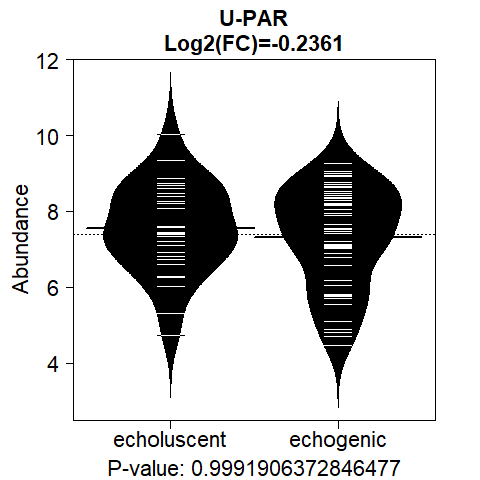 U-PAR
Log2(FC)=-0.2361
Abundance
12
10
8
6
4
echoluscent echogenic
P-value: 0.9991906372846477